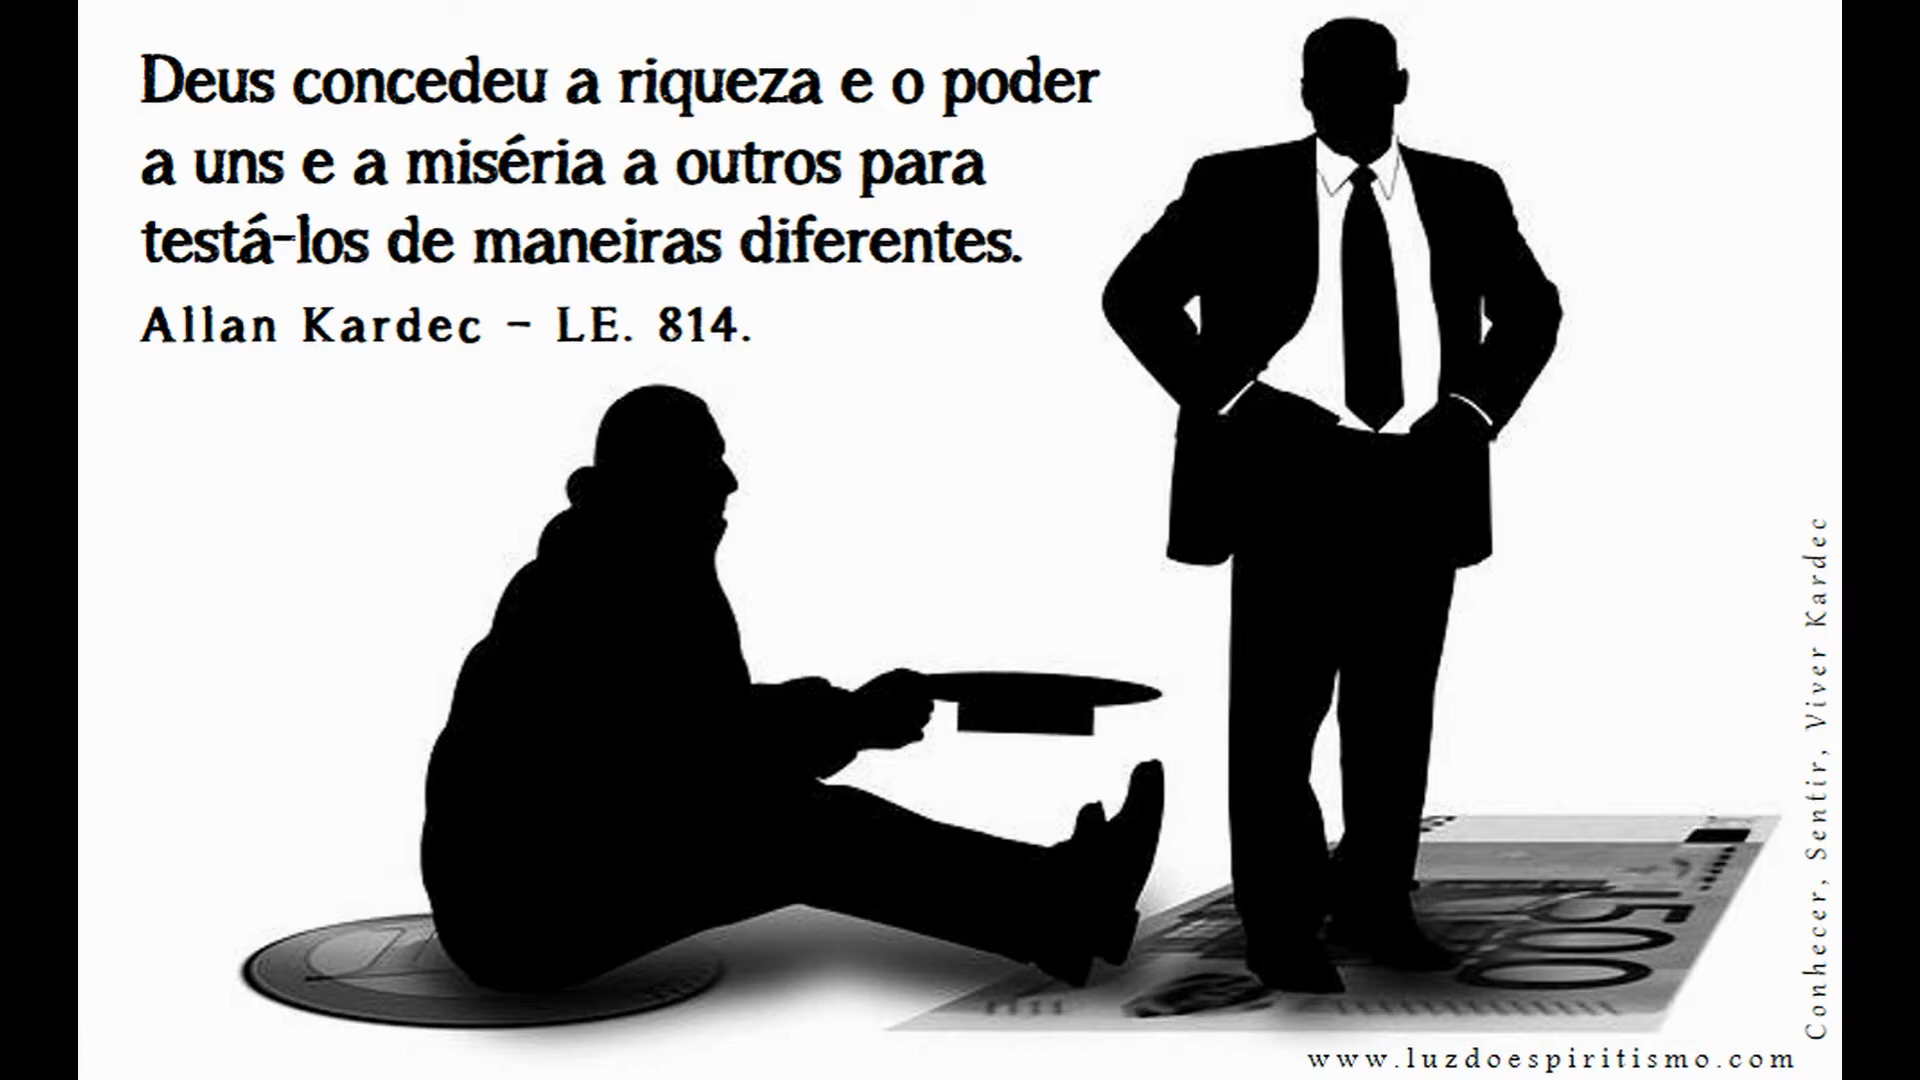 Deus concedeu a riqueza e o poder
a uns e a miséria a outros para
testá-los de maneiras diferentes.
Allan Kardec - LE. 814.
500
Conhecer, Sentir, Viver Kardec
www.luzdoespiritismo.com